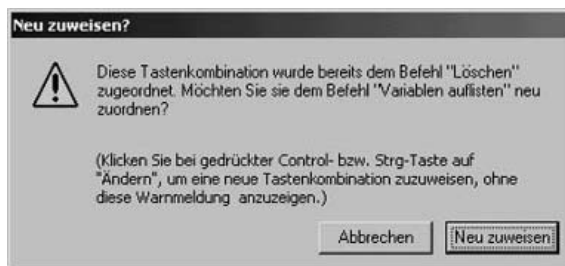 Neu zuweisen?
Diese Tastenkombination wurde bereits dem Befehl "Löschen"
zugeordnet. Möchten Sie sie dem Befehl "Variablen auflisten" neu
zuordnen?
(Klicken Sie bei gedrückter Control- bzw. Strg-Taste auf
"Ändern", um eine neue Tastenkombination zuzuweisen, ohne
diese Warnmeldung anzuzeigen.)
Abbrechen
Neu zuweisen